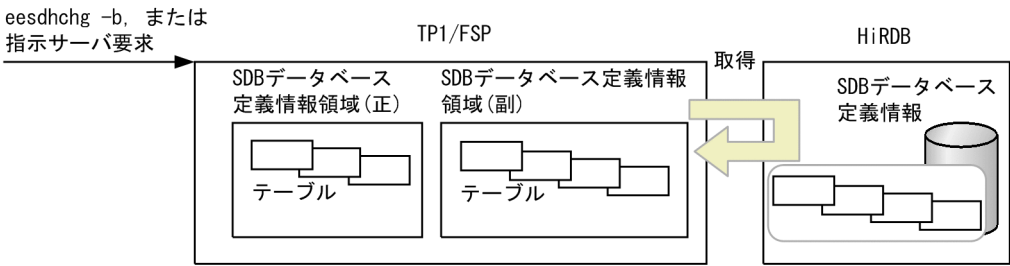 eesdhchg -b, または
指示サーバ要求
TP1/FSP
HiRDB
SDBデータベース
定義情報領域(正)
SDBデータベース定義情報
領域(副)
取得
SDBデータベース
定義情報
テーブル
テーブル